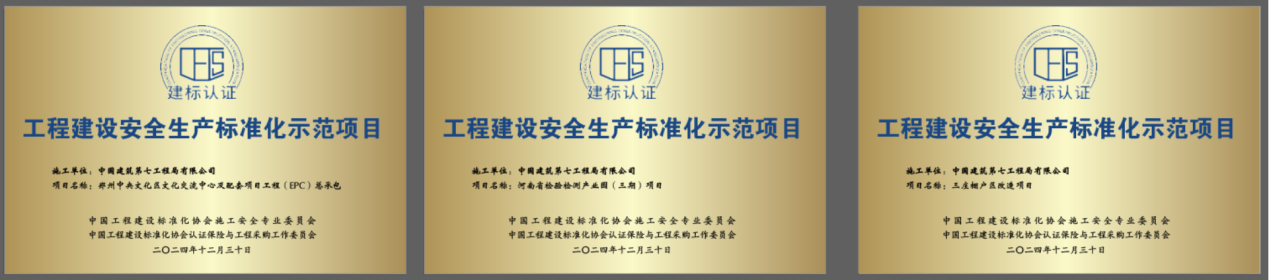 CECS
建标认证
工程建设安全生产标准化示范项目
施工单位：中国建筑第七工程局有限公司
项目名称：郑州中央文化区文化交流中心及配套项目工程（EPC）总承包
中国工程建设标准化协会施工安全专业委员会
中国工程建设标准化协会认证保险与工程采购工作委员会
二〇二四年十二月三十日
CECS
建标认证
工程建设安全生产标准化示范项目
施工单位：中国建筑第七工程局有限公司
项目名称：河南省检验检测产业园（三期）项目
中国工程建设标准化协会施工安全专业委员会
中国工程建设标准化协会认证保险与工程采购工作委员会
二〇二四年十二月三十日
CECS
建标认证
工程建设安全生产标准化示范项目
施工单位：中国建筑第七工程局有限公司
项目名称：三庄棚户区改造项目
中国工程建设标准化协会施工安全专业委员会
中国工程建设标准化协会认证保险与工程采购工作委员会
二〇二四年十二月三十日